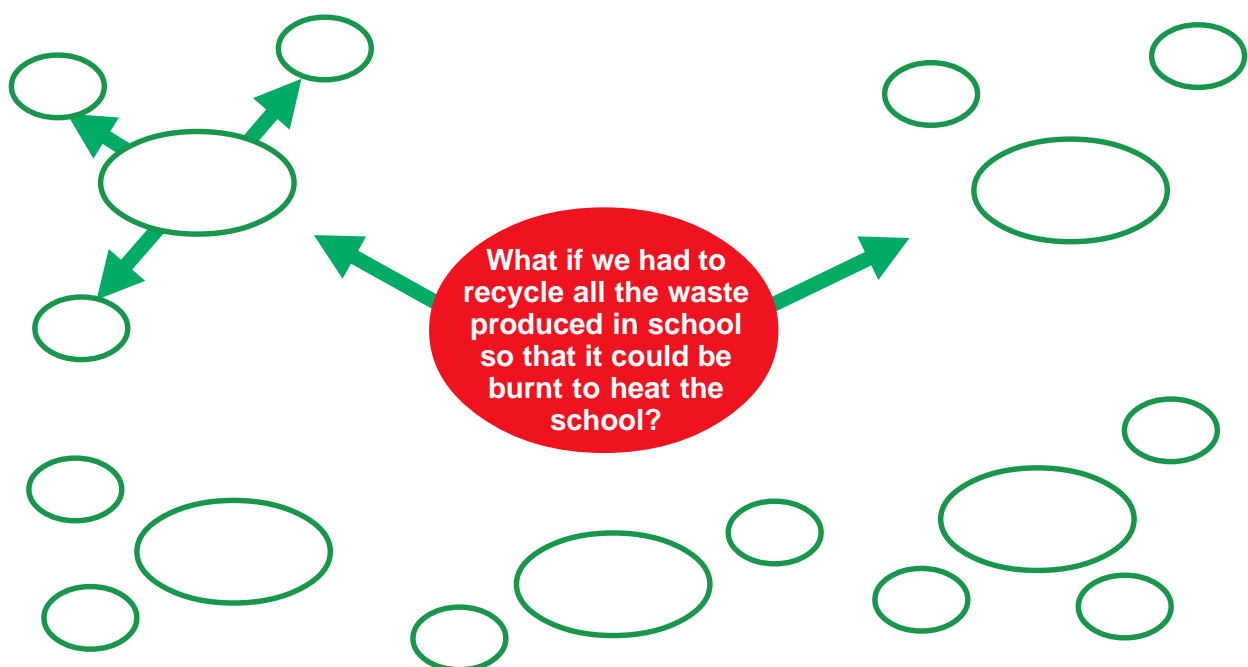 What if we had to
recycle all the waste
produced in school
so that it could be
burnt to heat the
school?